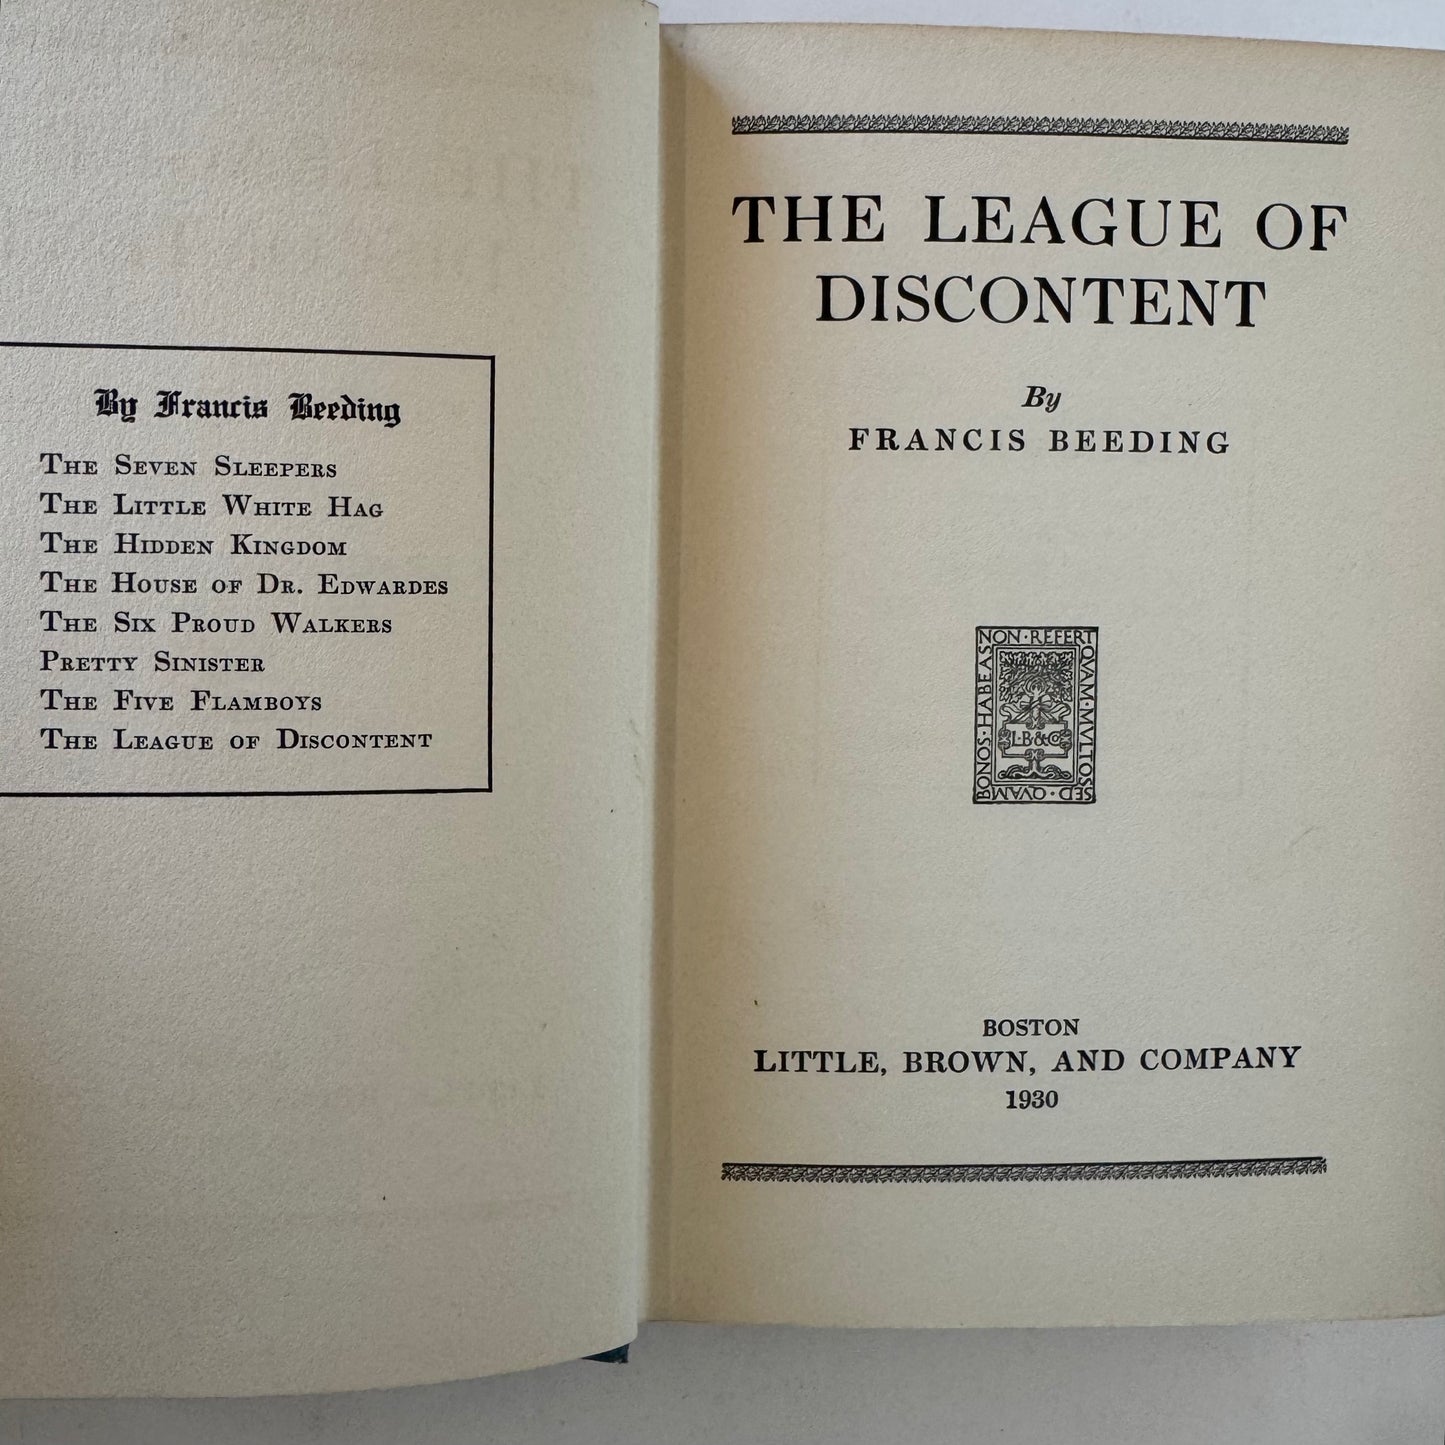 By Francis Beeding
THE SEVEN SLEEPERS
THE LITTLE WHITE HAG
THE HIDDEN KINGDOM
THE HOUSE OF DR. EDWARDES
THE SIX PROUD WALKERS
PRETTY SINISTER
THE FIVE FLAMBOYS
THE LEAGUE OF DISCONTENT
THE LEAGUE OF
DISCONTENT
By
FRANCIS BEEDING
NON·REFERT
QVAM·MVLTOS
SED·QVAM
BONOS·HABEAS
L·B·&Co
BOSTON
LITTLE, BROWN, AND COMPANY
1930